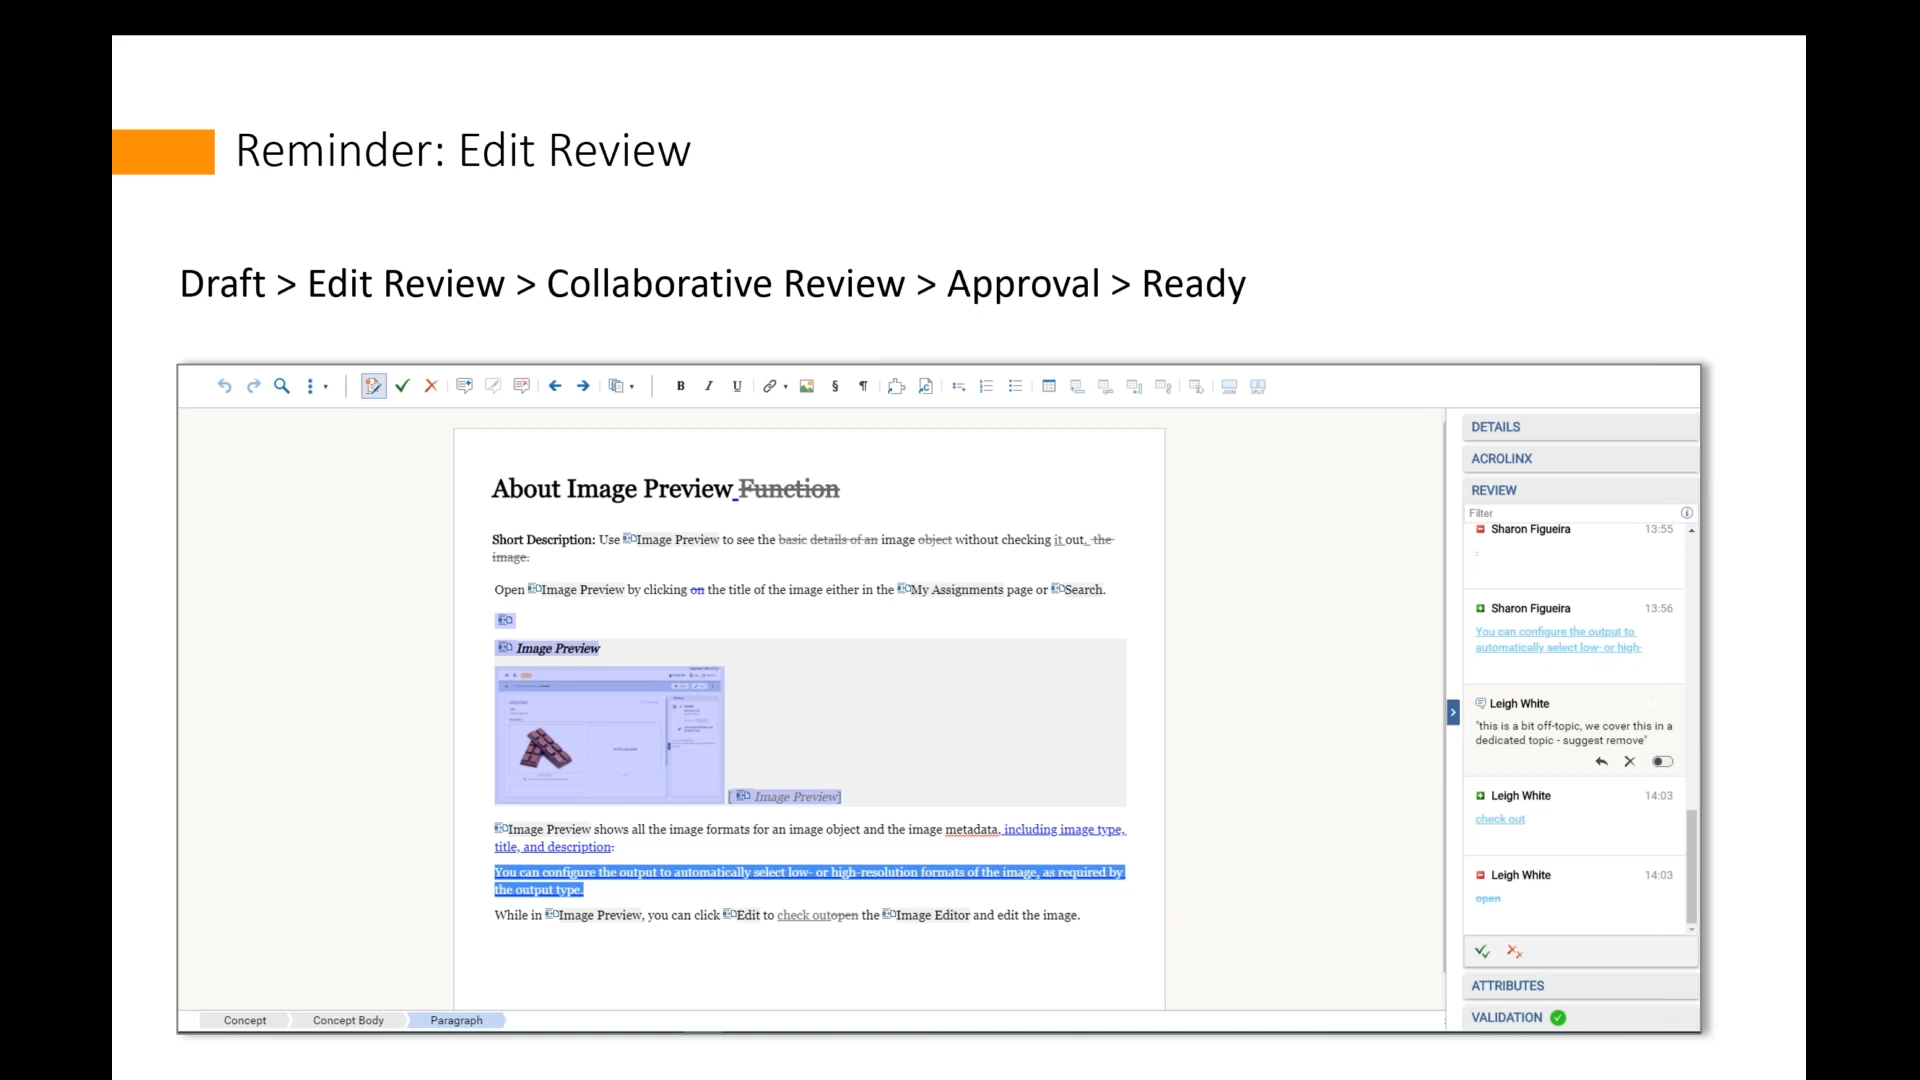 Reminder: Edit Review
Draft > Edit Review > Collaborative Review > Approval > Ready
B I U § ¶ JOIN SPLIT
About Image Preview Function
Short Description: Use Image Preview to see the basic details of an image object without checking it out. the
image.
Open Image Preview by clicking on the title of the image either in the My Assignments page or Search.
Image Preview
[ Image Preview]
Image Preview shows all the image formats for an image object and the image metadata, including image type,
title, and description.
You can configure the output to automatically select low- or high-resolution formats of the image, as required by
the output type.
While in Image Preview, you can click Edit to check outopen the Image Editor and edit the image.
Concept
Concept Body
Paragraph
DETAILS
ACROLINX
REVIEW
Filter
Sharon Figueira 13:55
.
Sharon Figueira 13:56
You can configure the output to
automatically select low- or high-
Leigh White
"this is a bit off-topic, we cover this in a
dedicated topic - suggest remove"
Leigh White 14:03
check out
Leigh White 14:03
open
ATTRIBUTES
VALIDATION